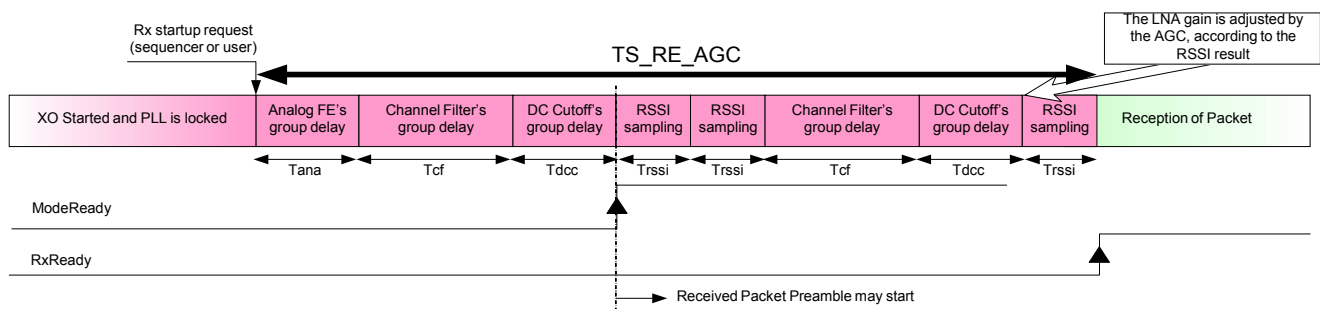 Rx startup request
(sequencer or user)
TS_RE_AGC
The LNA gain is adjusted by
the AGC, according to the
RSSI result
XO Started and PLL is locked
Analog FE's
group delay
Channel Filter's
group delay
DC Cutoff's
group delay
RSSI
sampling
RSSI
sampling
Channel Filter's
group delay
DC Cutoff's
group delay
RSSI
sampling
Reception of Packet
Tana
Tcf
Tdcc
Trssi
Trssi
Tcf
Tdcc
Trssi
ModeReady
RxReady
Received Packet Preamble may start